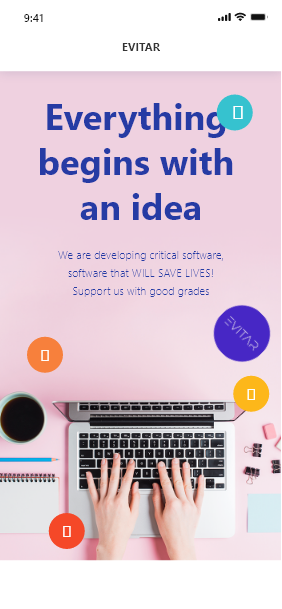 9:41
EVITAR
Everything
begins with
an idea
We are developing critical software,
software that WILL SAVE LIVES!
Support us with good grades
EVITAR